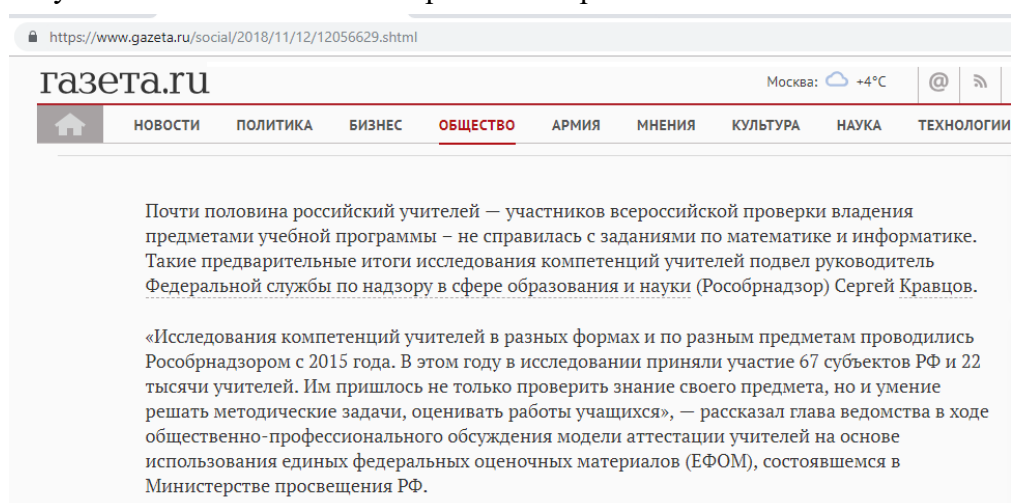 https://www.gazeta.ru/social/2018/11/12/12056629.shtml
газета.ru
Москва: +4°C @
НОВОСТИ ПОЛИТИКА БИЗНЕС ОБЩЕСТВО АРМИЯ МНЕНИЯ КУЛЬТУРА НАУКА ТЕХНОЛОГИИ
Почти половина российский учителей — участников всероссийской проверки владения
предметами учебной программы – не справилась с заданиями по математике и информатике.
Такие предварительные итоги исследования компетенций учителей подвел руководитель
Федеральной службы по надзору в сфере образования и науки (Рособрнадзор) Сергей Кравцов.
«Исследования компетенций учителей в разных формах и по разным предметам проводились
Рособрнадзором с 2015 года. В этом году в исследовании приняли участие 67 субъектов РФ и 22
тысячи учителей. Им пришлось не только проверить знание своего предмета, но и умение
решать методические задачи, оценивать работы учащихся», — рассказал глава ведомства в ходе
общественно-профессионального обсуждения модели аттестации учителей на основе
использования единых федеральных оценочных материалов (ЕФОМ), состоявшемся в
Министерстве просвещения РФ.